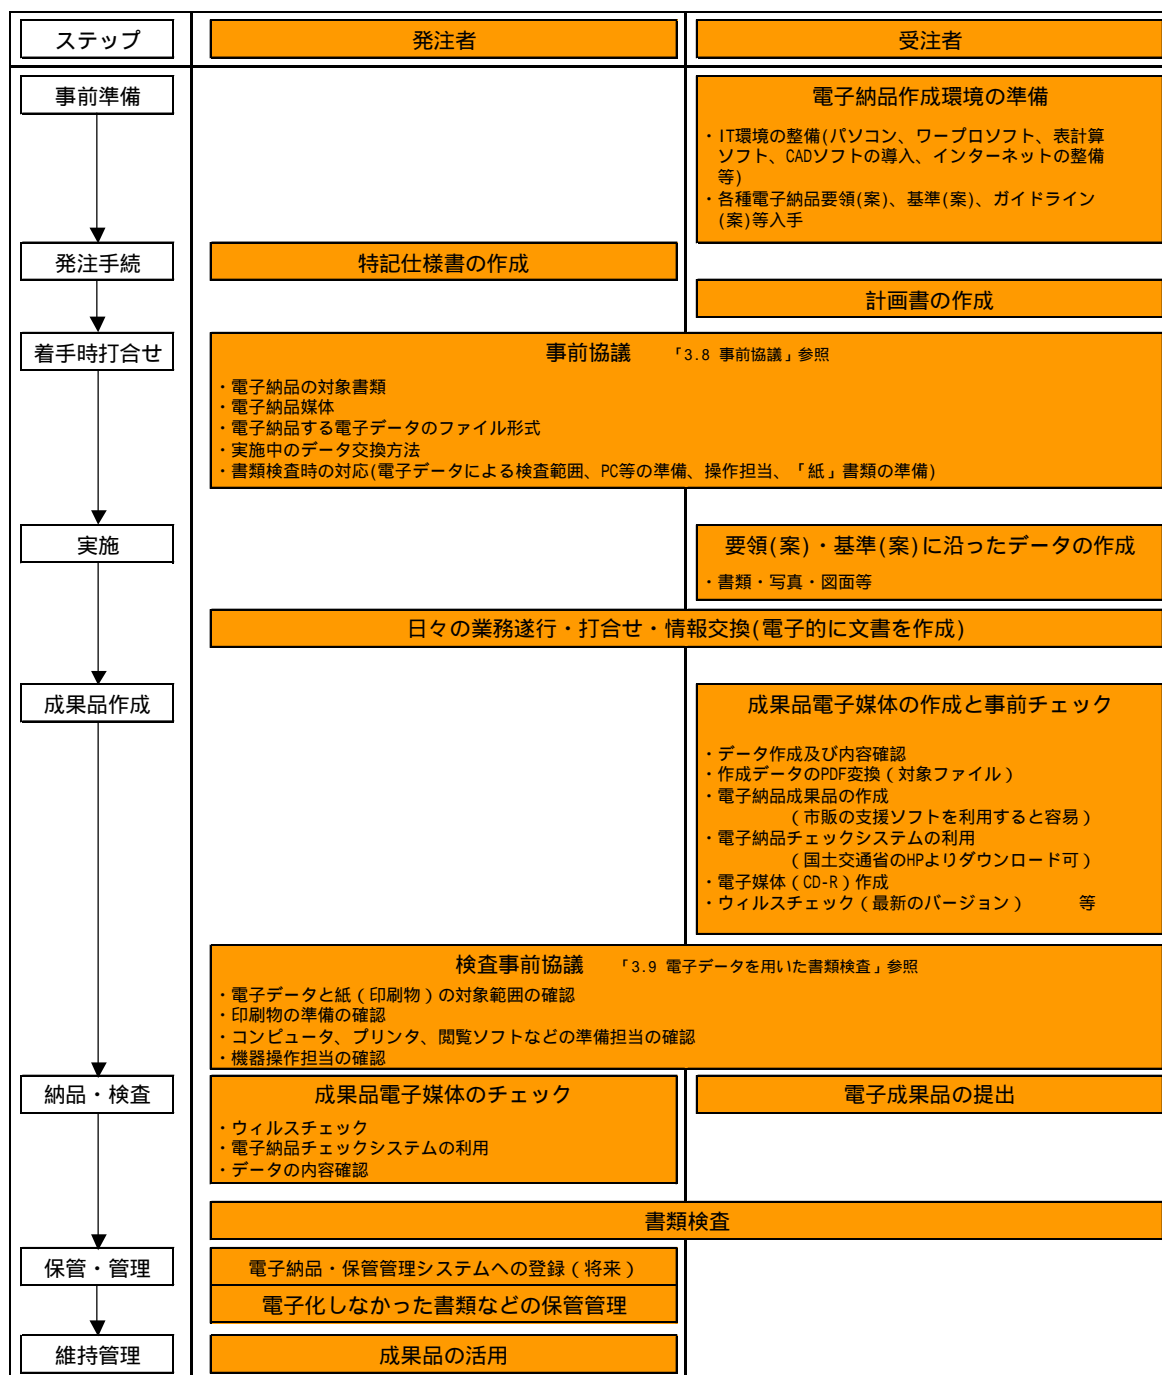 ステップ
発注者
受注者
事前準備
電子納品作成環境の準備
・IT環境の整備(パソコン、ワープロソフト、表計算
ソフト、CADソフトの導入、インターネットの整備
等)
・各種電子納品要領(案)、基準(案)、ガイドライン
(案)等入手
発注手続
特記仕様書の作成
計画書の作成
着手時打合せ
事前協議 「3.8 事前協議」参照
・電子納品の対象書類
・電子納品媒体
・電子納品する電子データのファイル形式
・実施中のデータ交換方法
・書類検査時の対応(電子データによる検査範囲、PC等の準備、操作担当、「紙」書類の準備)
実施
要領(案)・基準(案)に沿ったデータの作成
・書類・写真・図面等
日々の業務遂行・打合せ・情報交換(電子的に文書を作成)
成果品作成
成果品電子媒体の作成と事前チェック
・データ作成及び内容確認
・作成データのPDF変換(対象ファイル)
・電子納品成果品の作成
(市販の支援ソフトを利用すると容易)
・電子納品チェックシステムの利用
(国土交通省のHPよりダウンロード可)
・電子媒体(CD-R)作成
・ウィルスチェック(最新のバージョン) 等
検査事前協議 「3.9 電子データを用いた書類検査」参照
・電子データと紙(印刷物)の対象範囲の確認
・印刷物の準備の確認
・コンピュータ、プリンタ、閲覧ソフトなどの準備担当の確認
・機器操作担当の確認
納品・検査
成果品電子媒体のチェック
・ウィルスチェック
・電子納品チェックシステムの利用
・データの内容確認
電子成果品の提出
書類検査
保管・管理
電子納品・保管管理システムへの登録(将来)
電子化しなかった書類などの保管管理
維持管理
成果品の活用